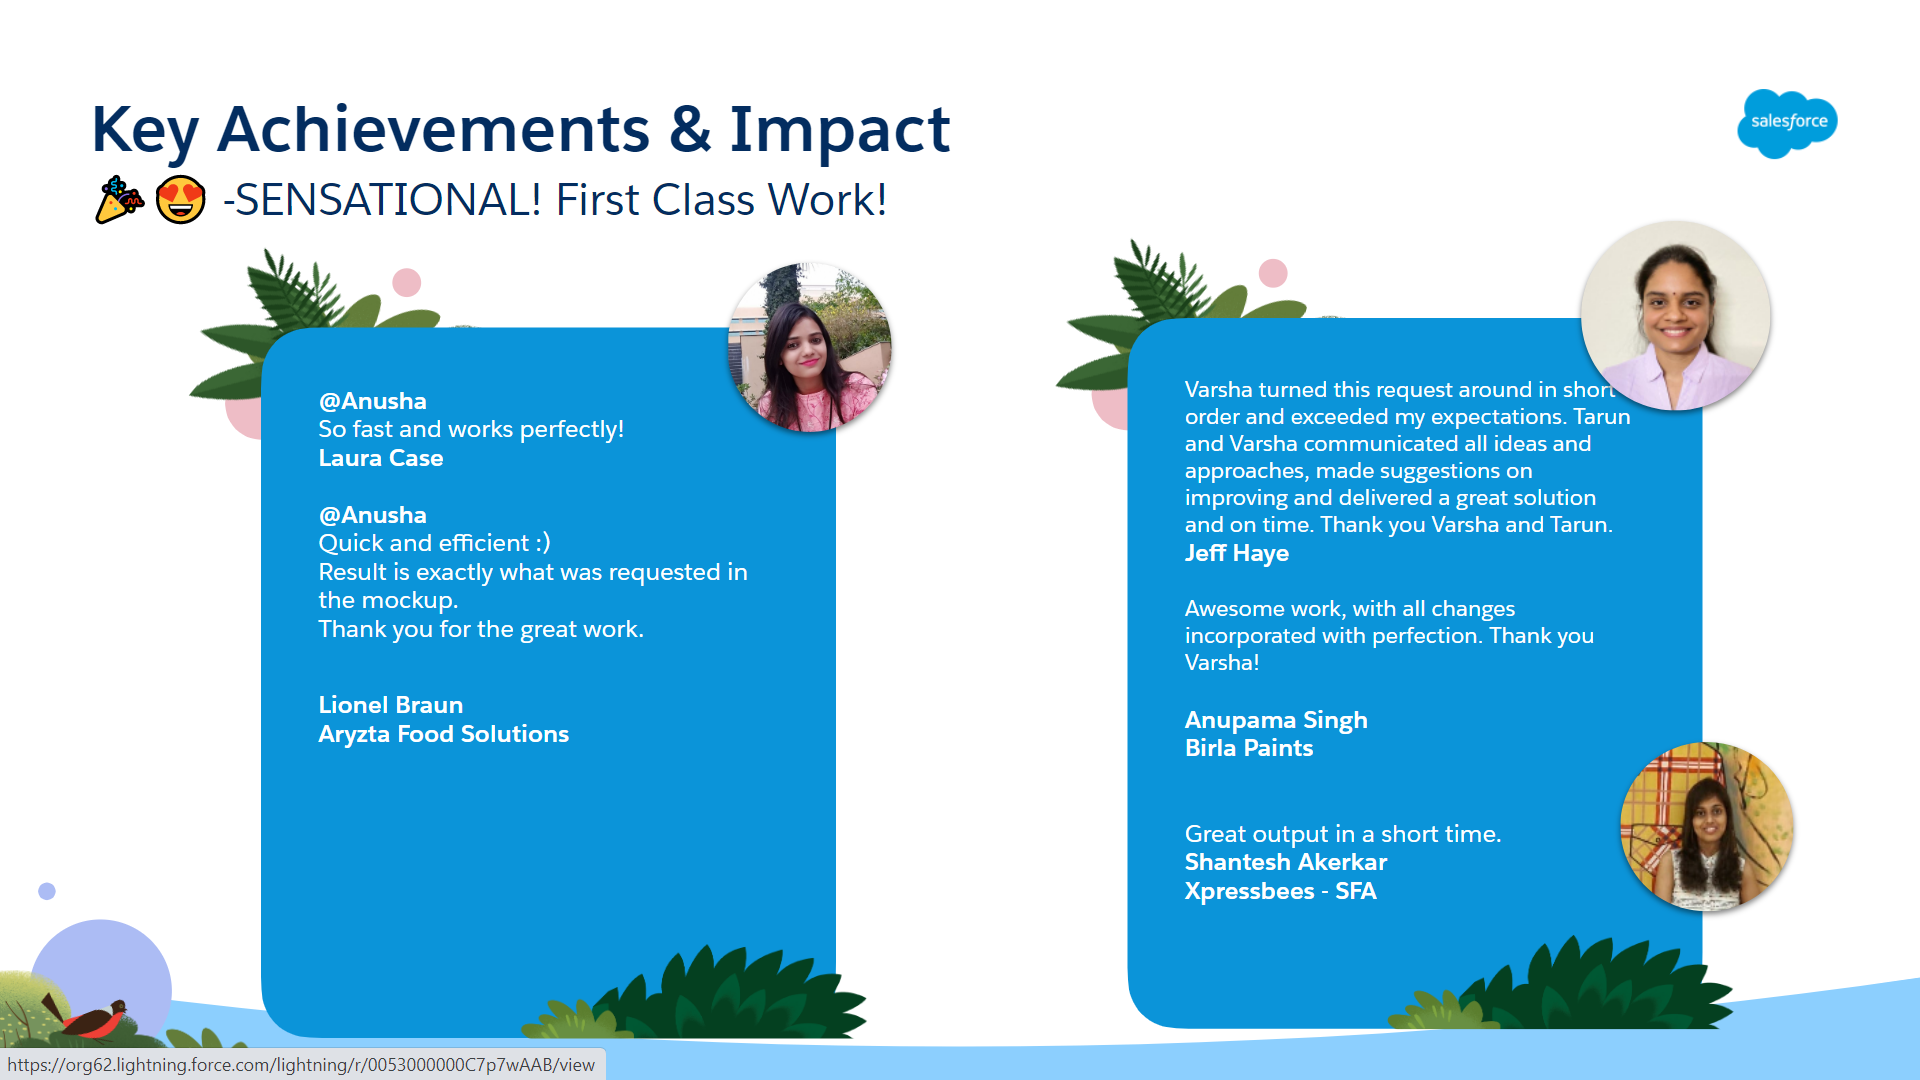 Key Achievements & Impact
salesforce
🎉 😍 -SENSATIONAL! First Class Work!
@Anusha
So fast and works perfectly!
Laura Case
@Anusha
Quick and efficient :)
Result is exactly what was requested in
the mockup.
Thank you for the great work.
Lionel Braun
Aryzta Food Solutions
Varsha turned this request around in short
order and exceeded my expectations. Tarun
and Varsha communicated all ideas and
approaches, made suggestions on
improving and delivered a great solution
and on time. Thank you Varsha and Tarun.
Jeff Haye
Awesome work, with all changes
incorporated with perfection. Thank you
Varsha!
Anupama Singh
Birla Paints
Great output in a short time.
Shantesh Akerkar
Xpressbees - SFA
https://org62.lightning.force.com/lightning/r/0053000000C7p7wAAB/view